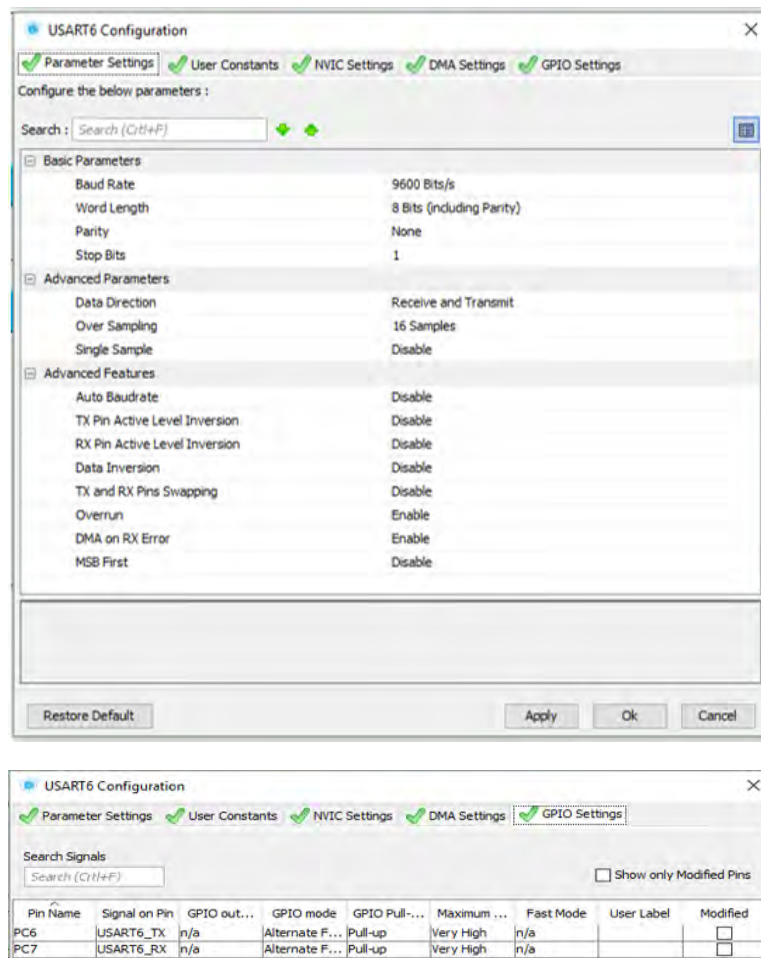 USART6 Configuration
Parameter Settings User Constants NVIC Settings DMA Settings GPIO Settings
Configure the below parameters :
Search : Search (Crtl+F)
Basic Parameters
Baud Rate 9600 Bits/s
Word Length 8 Bits (including Parity)
Parity None
Stop Bits 1
Advanced Parameters
Data Direction Receive and Transmit
Over Sampling 16 Samples
Single Sample Disable
Advanced Features
Auto Baudrate Disable
TX Pin Active Level Inversion Disable
RX Pin Active Level Inversion Disable
Data Inversion Disable
TX and RX Pins Swapping Disable
Overrun Enable
DMA on RX Error Enable
MSB First Disable
Restore Default Apply Ok Cancel
USART6 Configuration
Parameter Settings User Constants NVIC Settings DMA Settings GPIO Settings
Search Signals
Search (Crtl+F) Show only Modified Pins
Pin Name Signal on Pin GPIO out... GPIO mode GPIO Pull-... Maximum ... Fast Mode User Label Modified
PC6 USART6_TX n/a Alternate F... Pull-up Very High n/a
PC7 USART6_RX n/a Alternate F... Pull-up Very High n/a